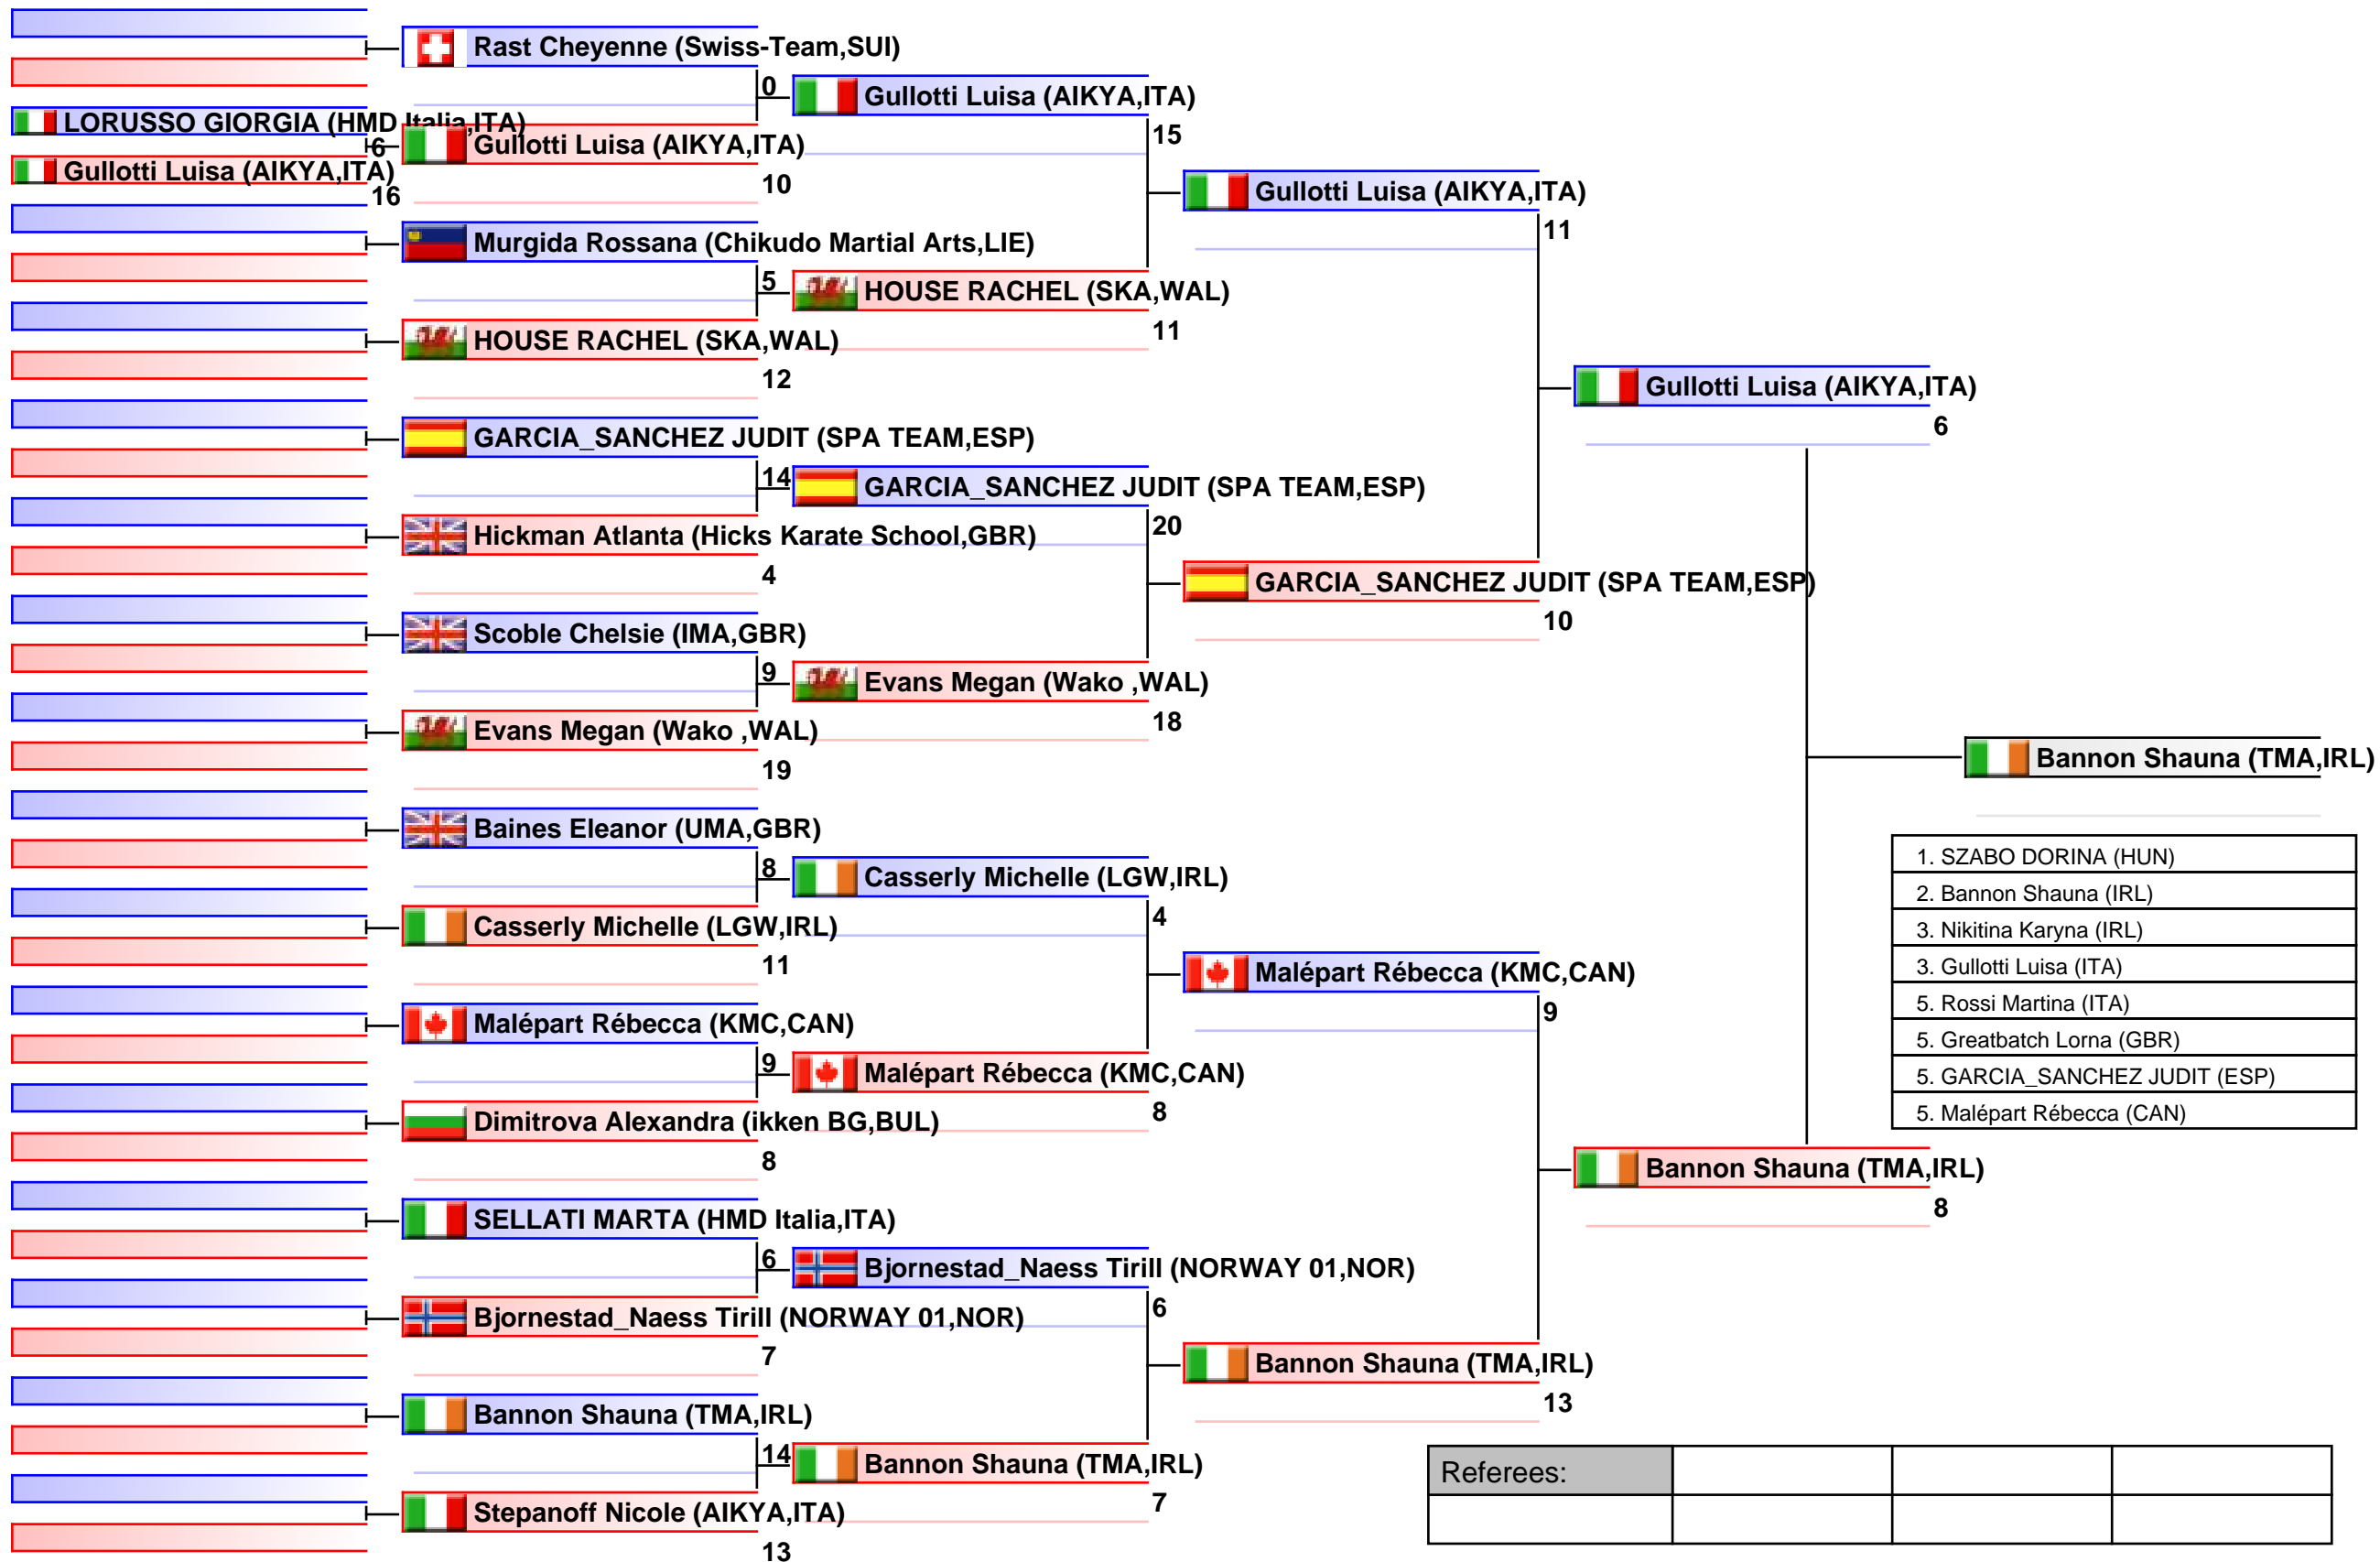 Rast Cheyenne (Swiss-Team,SUI)
0
Gullotti Luisa (AIKYA,ITA)
LORUSSO GIORGIA (HMD Italia,ITA)
6
Gullotti Luisa (AIKYA,ITA)
15
Gullotti Luisa (AIKYA,ITA)
16
10
Gullotti Luisa (AIKYA,ITA)
11
Murgida Rossana (Chikudo Martial Arts,LIE)
5
HOUSE RACHEL (SKA,WAL)
11
HOUSE RACHEL (SKA,WAL)
12
Gullotti Luisa (AIKYA,ITA)
6
GARCIA_SANCHEZ JUDIT (SPA TEAM,ESP)
14
GARCIA_SANCHEZ JUDIT (SPA TEAM,ESP)
20
Hickman Atlanta (Hicks Karate School,GBR)
4
GARCIA_SANCHEZ JUDIT (SPA TEAM,ESP)
10
Scoble Chelsie (IMA,GBR)
9
Evans Megan (Wako ,WAL)
18
Evans Megan (Wako ,WAL)
19
Bannon Shauna (TMA,IRL)
Baines Eleanor (UMA,GBR)
8
Casserly Michelle (LGW,IRL)
4
Casserly Michelle (LGW,IRL)
11
Malépart Rébecca (KMC,CAN)
9
Malépart Rébecca (KMC,CAN)
9
Malépart Rébecca (KMC,CAN)
8
Dimitrova Alexandra (ikken BG,BUL)
8
1. SZABO DORINA (HUN)
2. Bannon Shauna (IRL)
3. Nikitina Karyna (IRL)
3. Gullotti Luisa (ITA)
5. Rossi Martina (ITA)
5. Greatbatch Lorna (GBR)
5. GARCIA_SANCHEZ JUDIT (ESP)
5. Malépart Rébecca (CAN)
Bannon Shauna (TMA,IRL)
8
SELLATI MARTA (HMD Italia,ITA)
6
Bjornestad_Naess Tirill (NORWAY 01,NOR)
6
Bjornestad_Naess Tirill (NORWAY 01,NOR)
7
Bannon Shauna (TMA,IRL)
13
Bannon Shauna (TMA,IRL)
14
Bannon Shauna (TMA,IRL)
7
Stepanoff Nicole (AIKYA,ITA)
13
Referees: